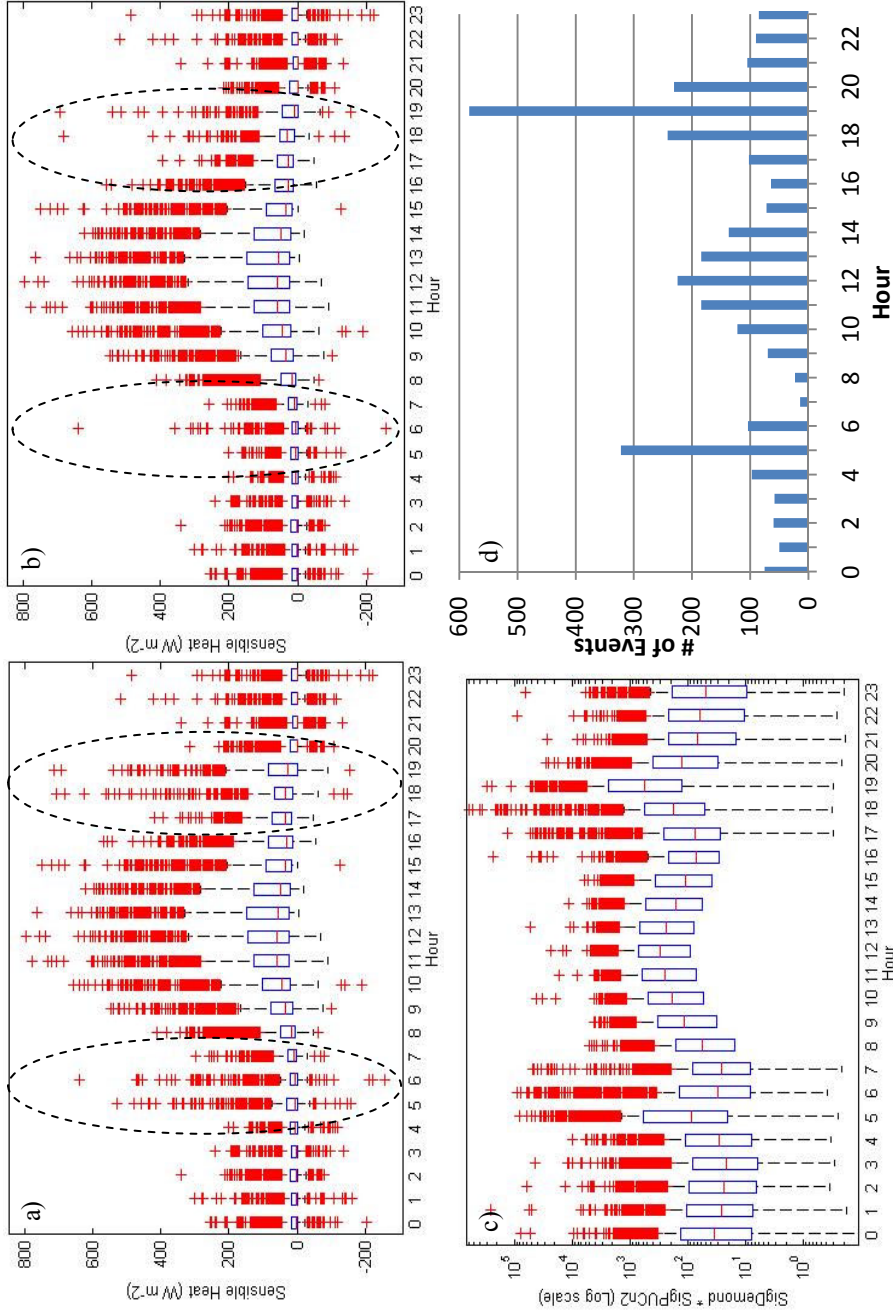 a)
Sensible Heat (W m^-2)
800
600
400
200
0
-200
0 1 2 3 4 5 6 7 8 9 10 11 12 13 14 15 16 17 18 19 20 21 22 23
Hour
b)
Sensible Heat (W m^-2)
800
600
400
200
0
-200
0 1 2 3 4 5 6 7 8 9 10 11 12 13 14 15 16 17 18 19 20 21 22 23
Hour
c)
SigDemond * SigPUCn2 (Log scale)
10^5
10^4
10^3
10^2
10^1
10^0
0 1 2 3 4 5 6 7 8 9 10 11 12 13 14 15 16 17 18 19 20 21 22 23
Hour
d)
# of Events
600
500
400
300
200
100
0
0 2 4 6 8 10 12 14 16 18 20 22
Hour